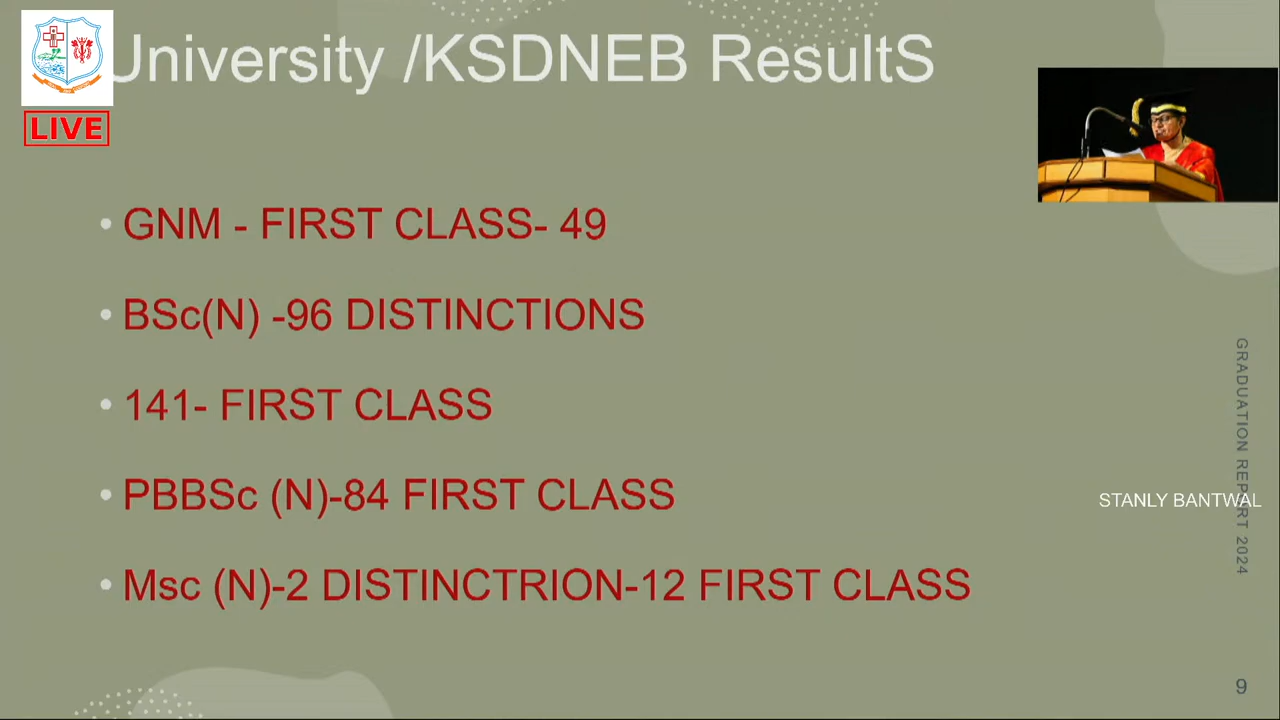 University /KSDNEB ResultS
LIVE
• GNM - FIRST CLASS- 49
• BSc(N) -96 DISTINCTIONS
• 141- FIRST CLASS
• PBBSc (N)-84 FIRST CLASS
• Msc (N)-2 DISTINCTRION-12 FIRST CLASS
GRADUATION REPORT 2024
STANLY BANTWAL
9